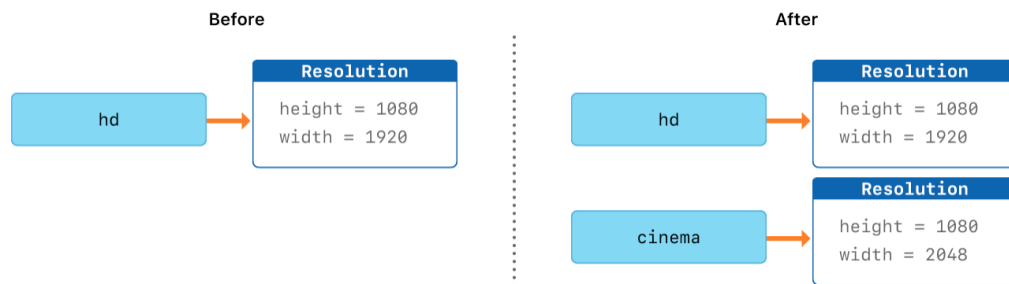 Before
Resolution
height = 1080
width = 1920
hd
After
Resolution
height = 1080
width = 1920
hd
Resolution
height = 1080
width = 2048
cinema